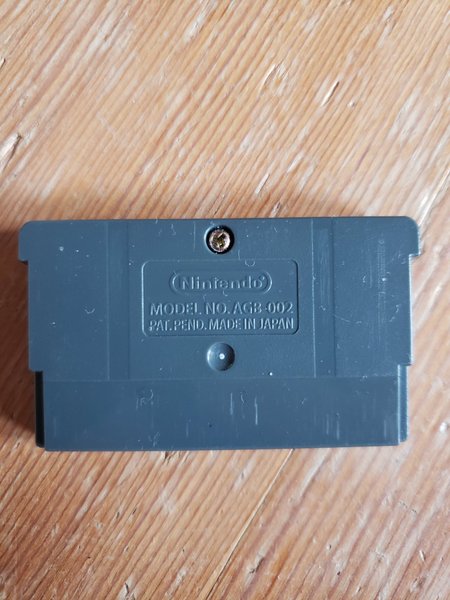 Nintendo®
MODEL NO. AGB-002
PAT. PEND. MADE IN JAPAN